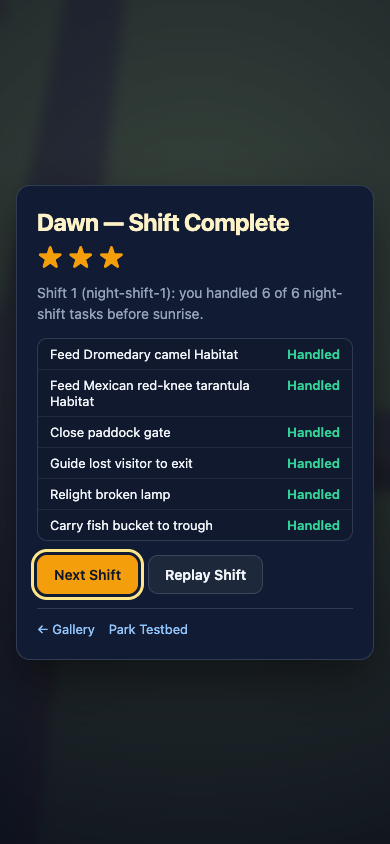 Dawn — Shift Complete
Shift 1 (night-shift-1): you handled 6 of 6 night-
shift tasks before sunrise.
Feed Dromedary camel Habitat Handled
Feed Mexican red-knee tarantula Handled
Habitat
Close paddock gate Handled
Guide lost visitor to exit Handled
Relight broken lamp Handled
Carry fish bucket to trough Handled
Next Shift Replay Shift
← Gallery Park Testbed